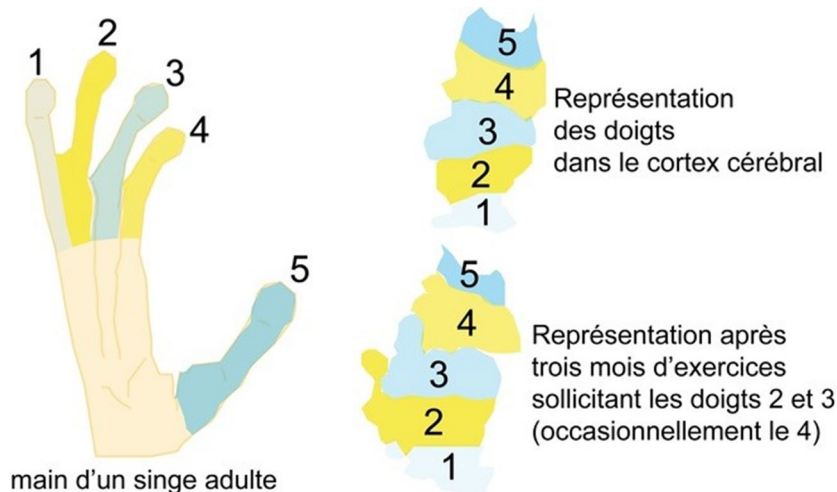 1
2
3
4
5
main d'un singe adulte
5
4
3
2
1
Représentation
des doigts
dans le cortex cérébral
5
4
3
2
1
Représentation après
trois mois d'exercices
sollicitant les doigts 2 et 3
(occasionnellement le 4)